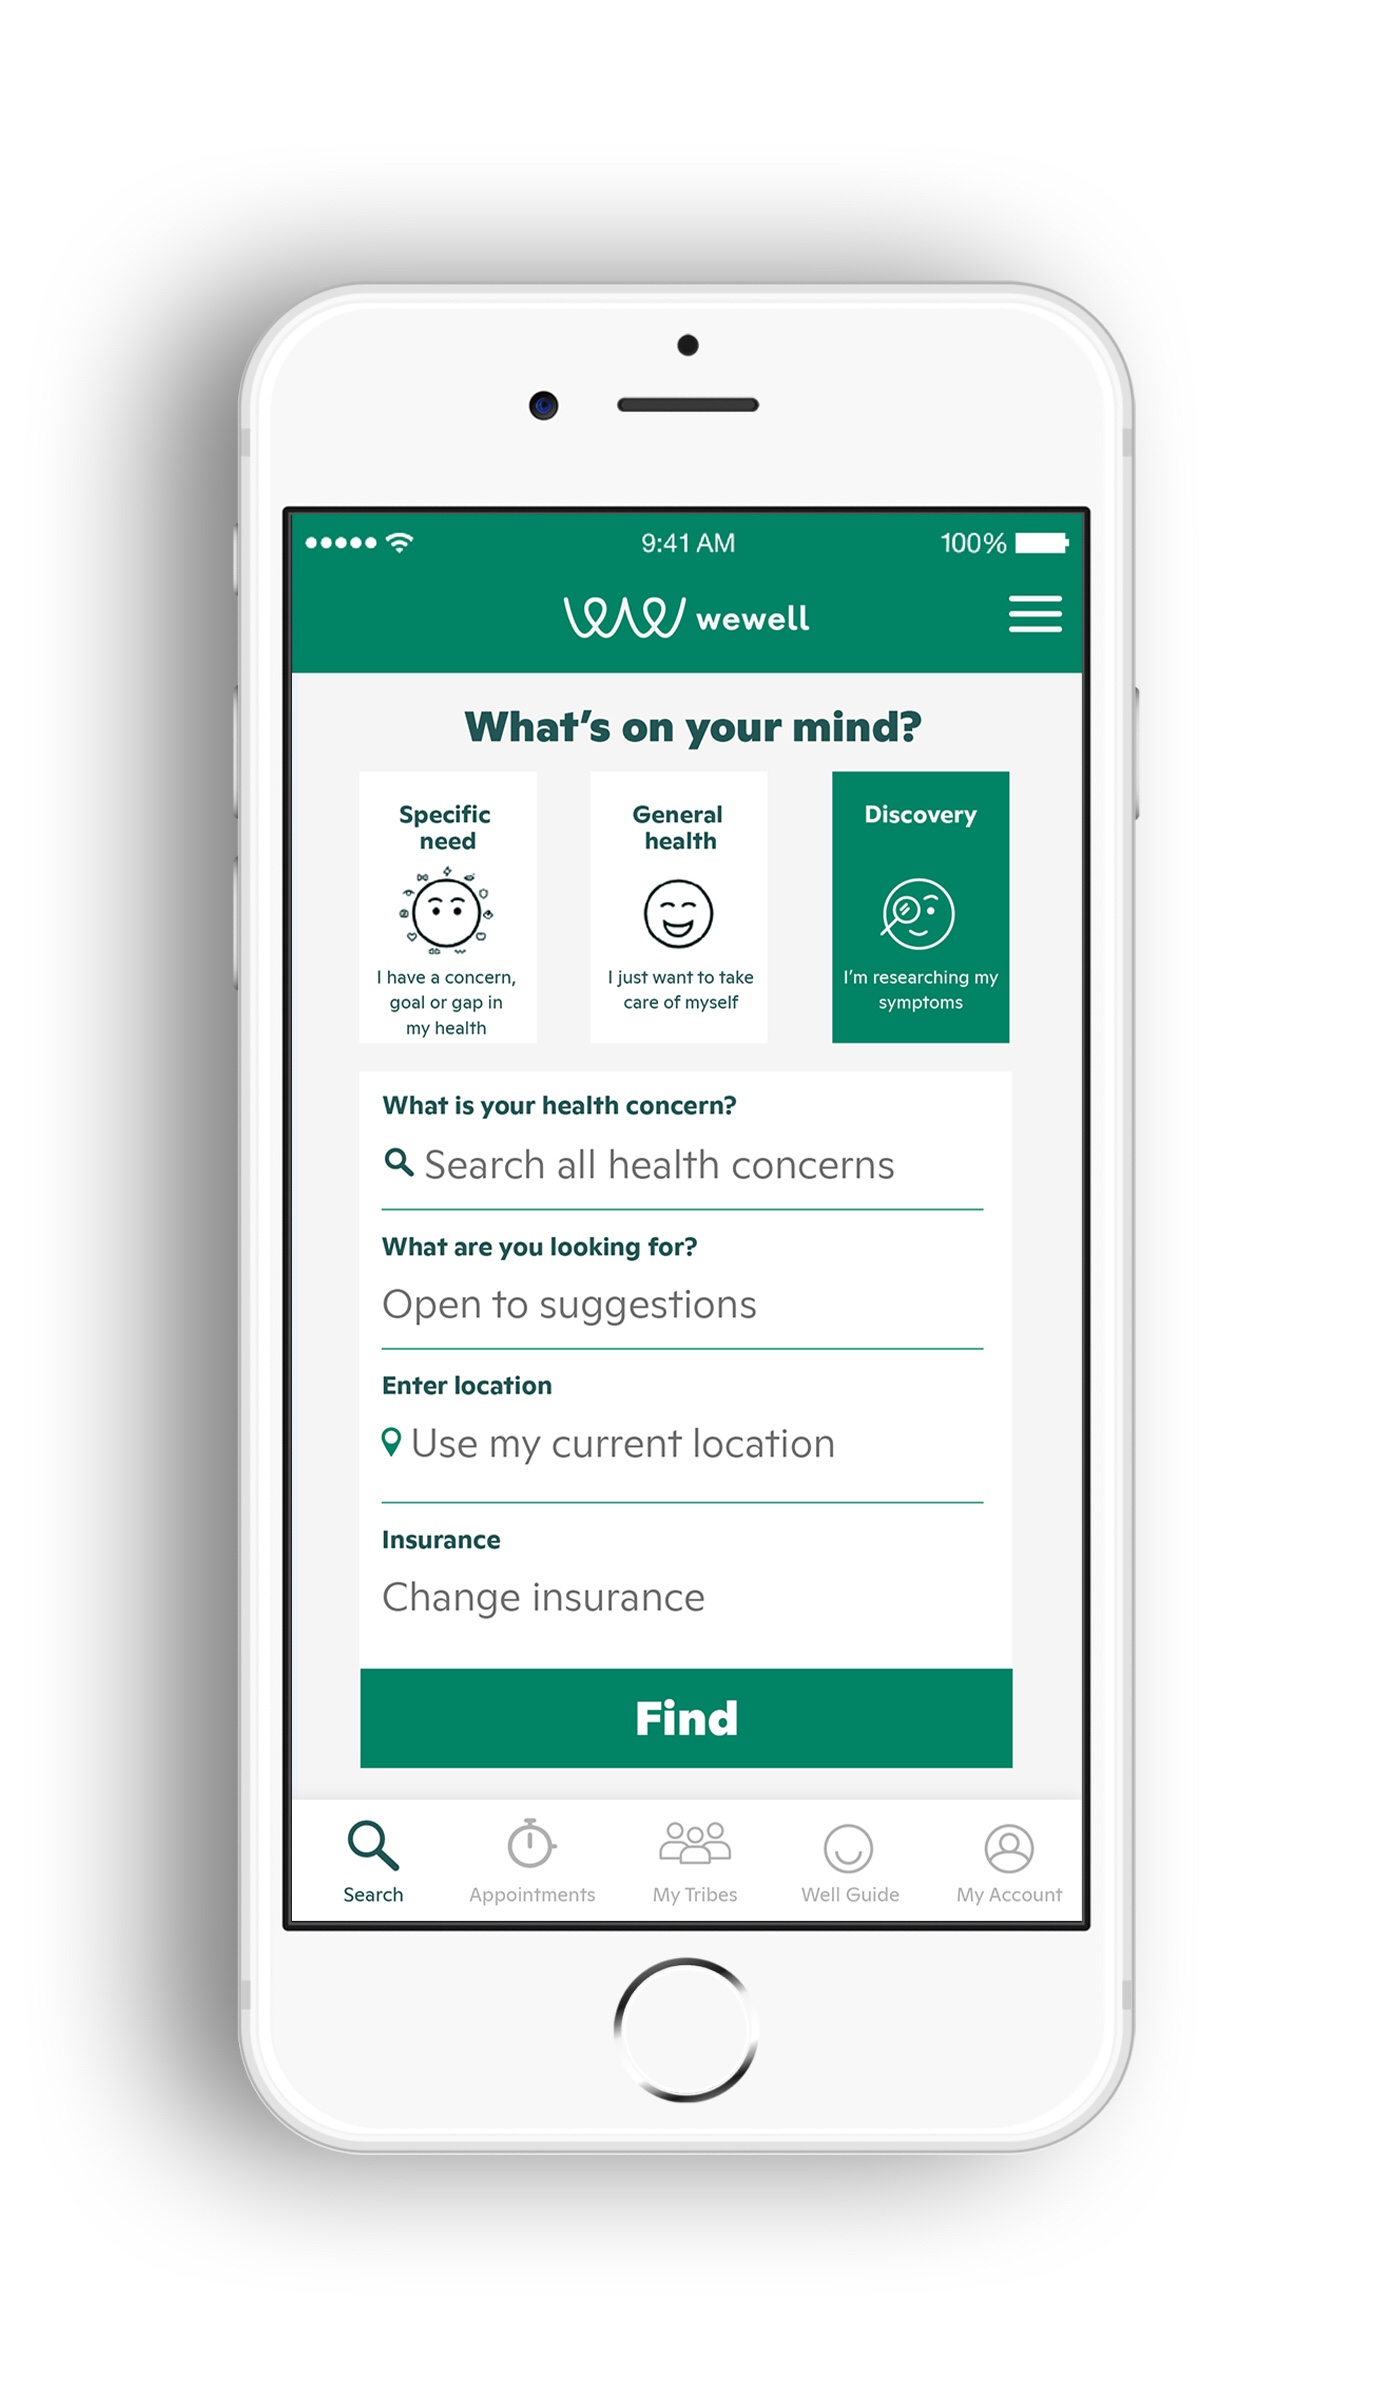 9:41 AM
100%
wewell
What's on your mind?
Specific
need
I have a concern,
goal or gap in
my health
General
health
I just want to take
care of myself
Discovery
I'm researching my
symptoms
What is your health concern?
Search all health concerns
What are you looking for?
Open to suggestions
Enter location
Use my current location
Insurance
Change insurance
Find
Search
Appointments
My Tribes
Well Guide
My Account